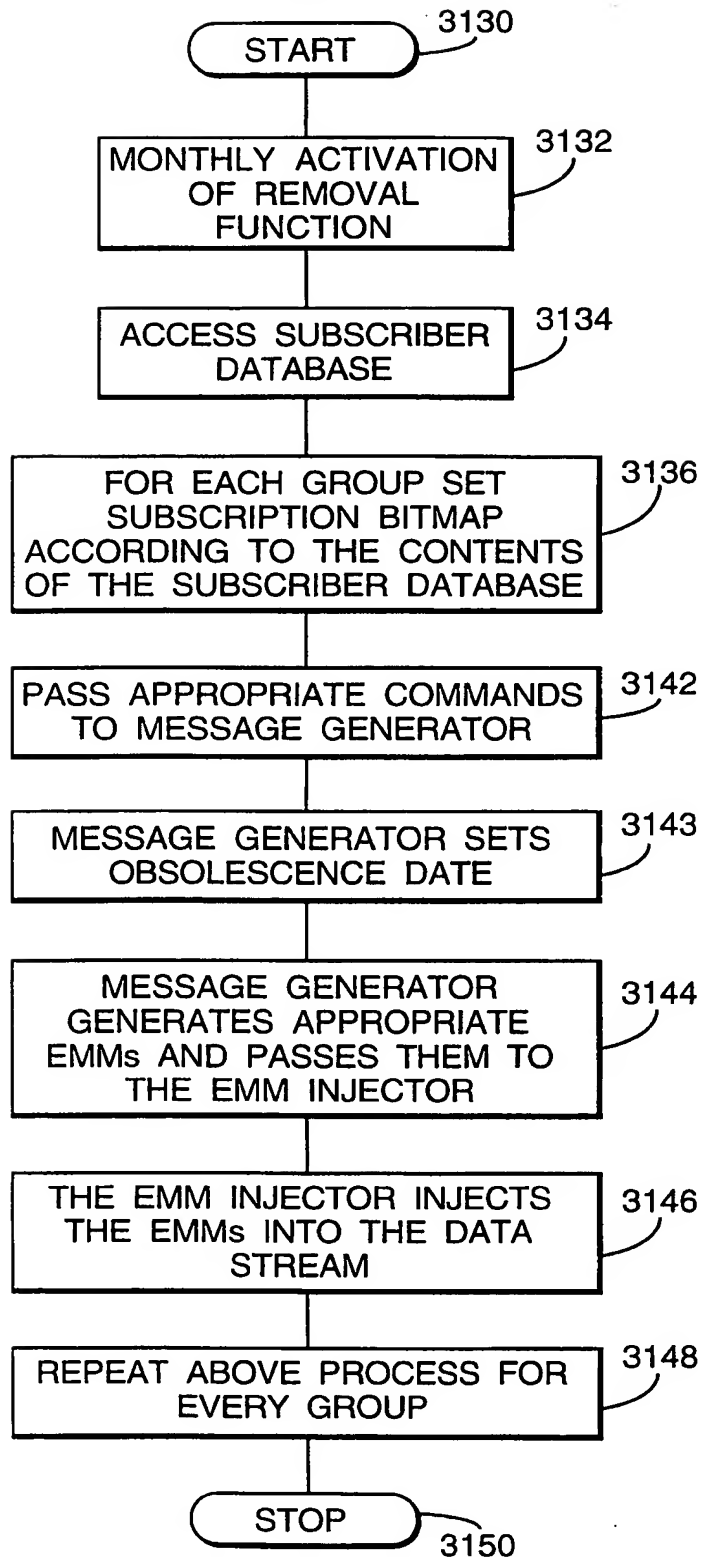 START
3130
MONTHLY ACTIVATION
OF REMOVAL
FUNCTION
3132
ACCESS SUBSCRIBER
DATABASE
3134
FOR EACH GROUP SET
SUBSCRIPTION BITMAP
ACCORDING TO THE CONTENTS
OF THE SUBSCRIBER DATABASE
3136
PASS APPROPRIATE COMMANDS
TO MESSAGE GENERATOR
3142
MESSAGE GENERATOR SETS
OBSOLESCENCE DATE
3143
MESSAGE GENERATOR
GENERATES APPROPRIATE
EMMs AND PASSES THEM TO
THE EMM INJECTOR
3144
THE EMM INJECTOR INJECTS
THE EMMs INTO THE DATA
STREAM
3146
REPEAT ABOVE PROCESS FOR
EVERY GROUP
3148
STOP
3150